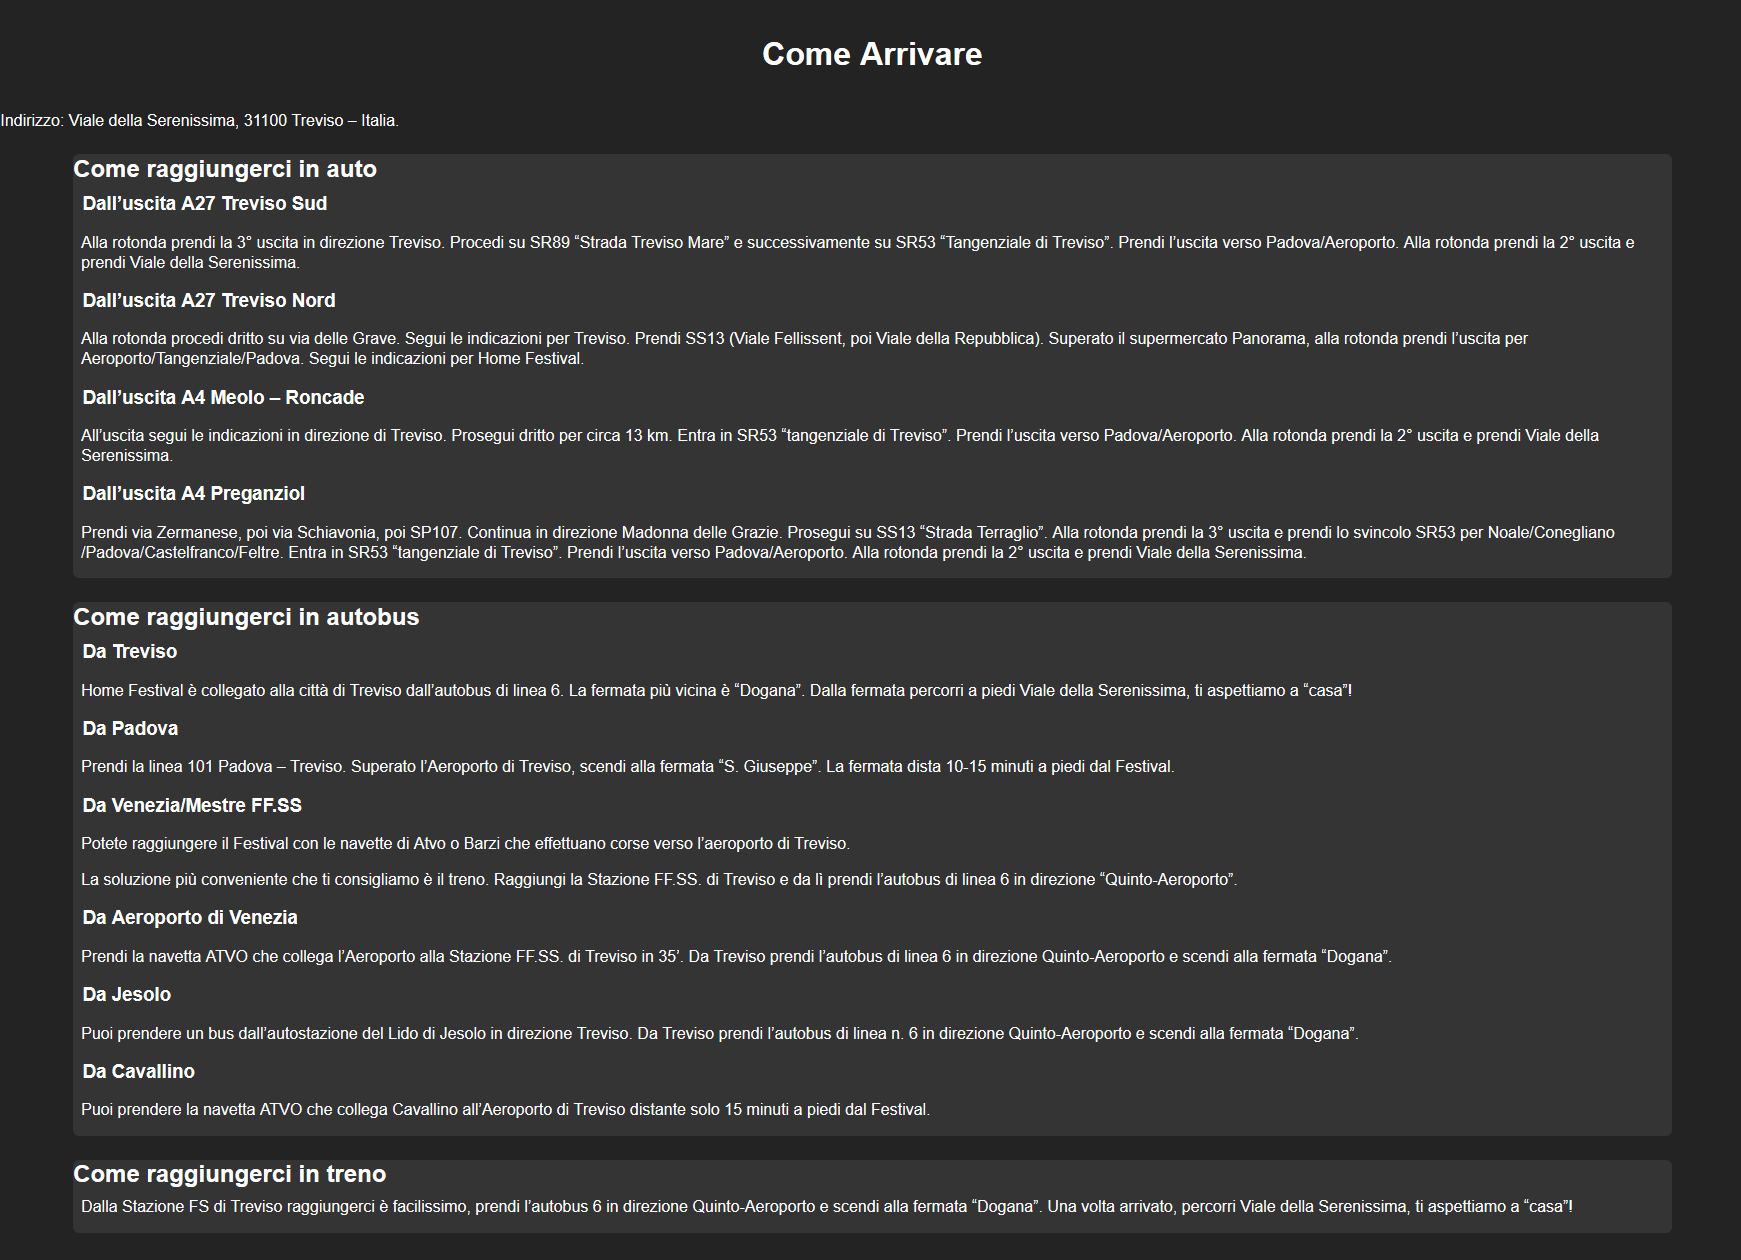 Come Arrivare
Indirizzo: Viale della Serenissima, 31100 Treviso – Italia.
Come raggiungerci in auto
Dall’uscita A27 Treviso Sud
Alla rotonda prendi la 3° uscita in direzione Treviso. Procedi su SR89 “Strada Treviso Mare” e successivamente su SR53 “Tangenziale di Treviso”. Prendi l’uscita verso Padova/Aeroporto. Alla rotonda prendi la 2° uscita e
prendi Viale della Serenissima.
Dall’uscita A27 Treviso Nord
Alla rotonda procedi dritto su via delle Grave. Segui le indicazioni per Treviso. Prendi SS13 (Viale Fellissent, poi Viale della Repubblica). Superato il supermercato Panorama, alla rotonda prendi l’uscita per
Aeroporto/Tangenziale/Padova. Segui le indicazioni per Home Festival.
Dall’uscita A4 Meolo – Roncade
All’uscita segui le indicazioni in direzione di Treviso. Prosegui dritto per circa 13 km. Entra in SR53 “tangenziale di Treviso”. Prendi l’uscita verso Padova/Aeroporto. Alla rotonda prendi la 2° uscita e prendi Viale della
Serenissima.
Dall’uscita A4 Preganziol
Prendi via Zermanese, poi via Schiavonia, poi SP107. Continua in direzione Madonna delle Grazie. Prosegui su SS13 “Strada Terraglio”. Alla rotonda prendi la 3° uscita e prendi lo svincolo SR53 per Noale/Conegliano
/Padova/Castelfranco/Feltre. Entra in SR53 “tangenziale di Treviso”. Prendi l’uscita verso Padova/Aeroporto. Alla rotonda prendi la 2° uscita e prendi Viale della Serenissima.
Come raggiungerci in autobus
Da Treviso
Home Festival è collegato alla città di Treviso dall’autobus di linea 6. La fermata più vicina è “Dogana”. Dalla fermata percorri a piedi Viale della Serenissima, ti aspettiamo a “casa”!
Da Padova
Prendi la linea 101 Padova – Treviso. Superato l’Aeroporto di Treviso, scendi alla fermata “S. Giuseppe”. La fermata dista 10-15 minuti a piedi dal Festival.
Da Venezia/Mestre FF.SS
Potete raggiungere il Festival con le navette di Atvo o Barzi che effettuano corse verso l’aeroporto di Treviso.
La soluzione più conveniente che ti consigliamo è il treno. Raggiungi la Stazione FF.SS. di Treviso e da lì prendi l’autobus di linea 6 in direzione “Quinto-Aeroporto”.
Da Aeroporto di Venezia
Prendi la navetta ATVO che collega l’Aeroporto alla Stazione FF.SS. di Treviso in 35’. Da Treviso prendi l’autobus di linea 6 in direzione Quinto-Aeroporto e scendi alla fermata “Dogana”.
Da Jesolo
Puoi prendere un bus dall’autostazione del Lido di Jesolo in direzione Treviso. Da Treviso prendi l’autobus di linea n. 6 in direzione Quinto-Aeroporto e scendi alla fermata “Dogana”.
Da Cavallino
Puoi prendere la navetta ATVO che collega Cavallino all’Aeroporto di Treviso distante solo 15 minuti a piedi dal Festival.
Come raggiungerci in treno
Dalla Stazione FS di Treviso raggiungerci è facilissimo, prendi l’autobus 6 in direzione Quinto-Aeroporto e scendi alla fermata “Dogana”. Una volta arrivato, percorri Viale della Serenissima, ti aspettiamo a “casa”!